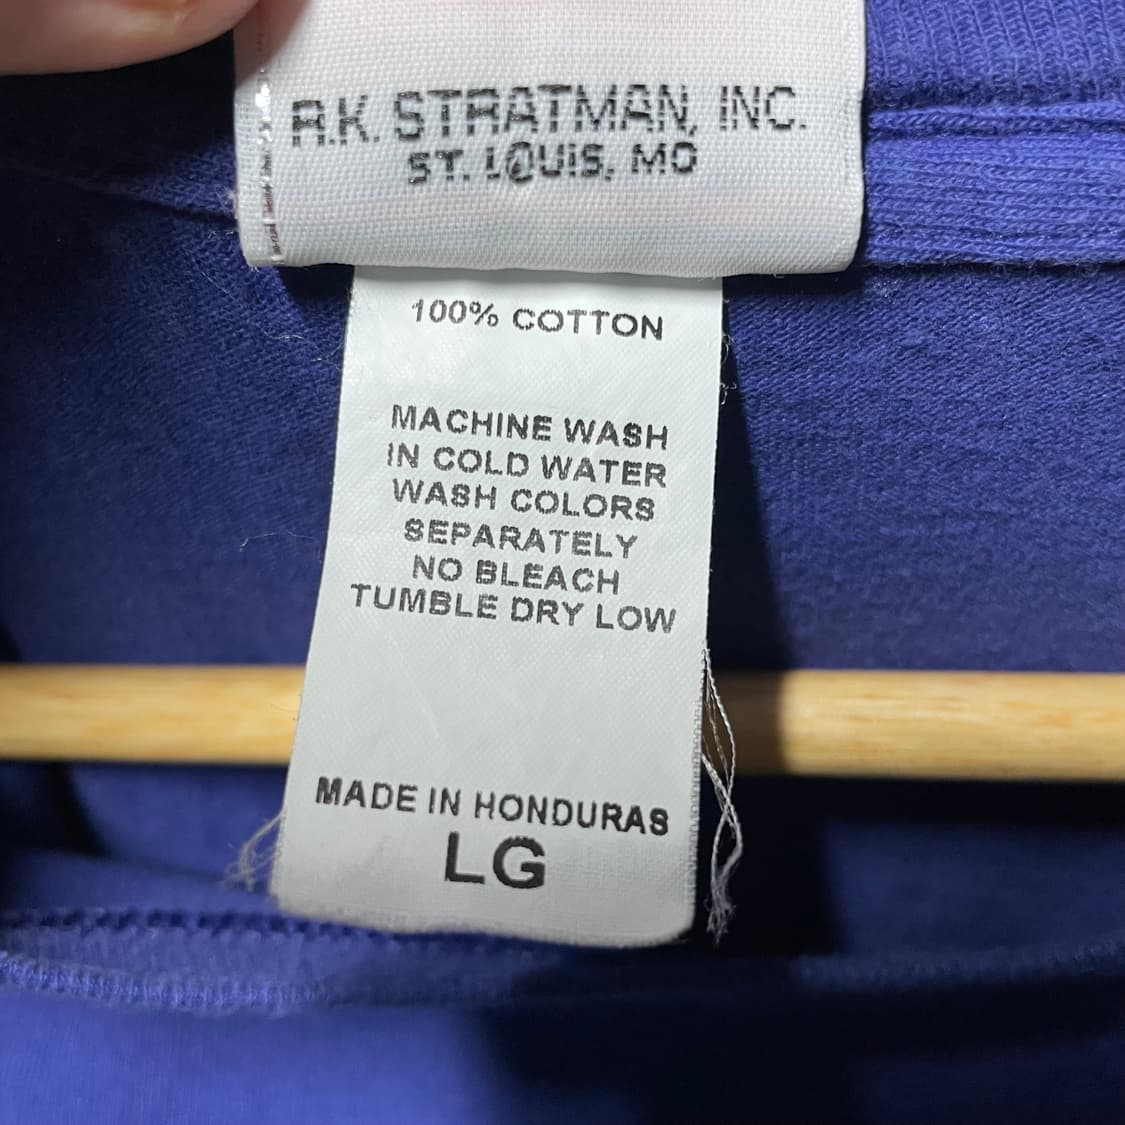 R.K. STRATMAN, INC.
ST. LOUIS, MO
100% COTTON
MACHINE WASH
IN COLD WATER
WASH COLORS
SEPARATELY
NO BLEACH
TUMBLE DRY LOW
MADE IN HONDURAS
LG